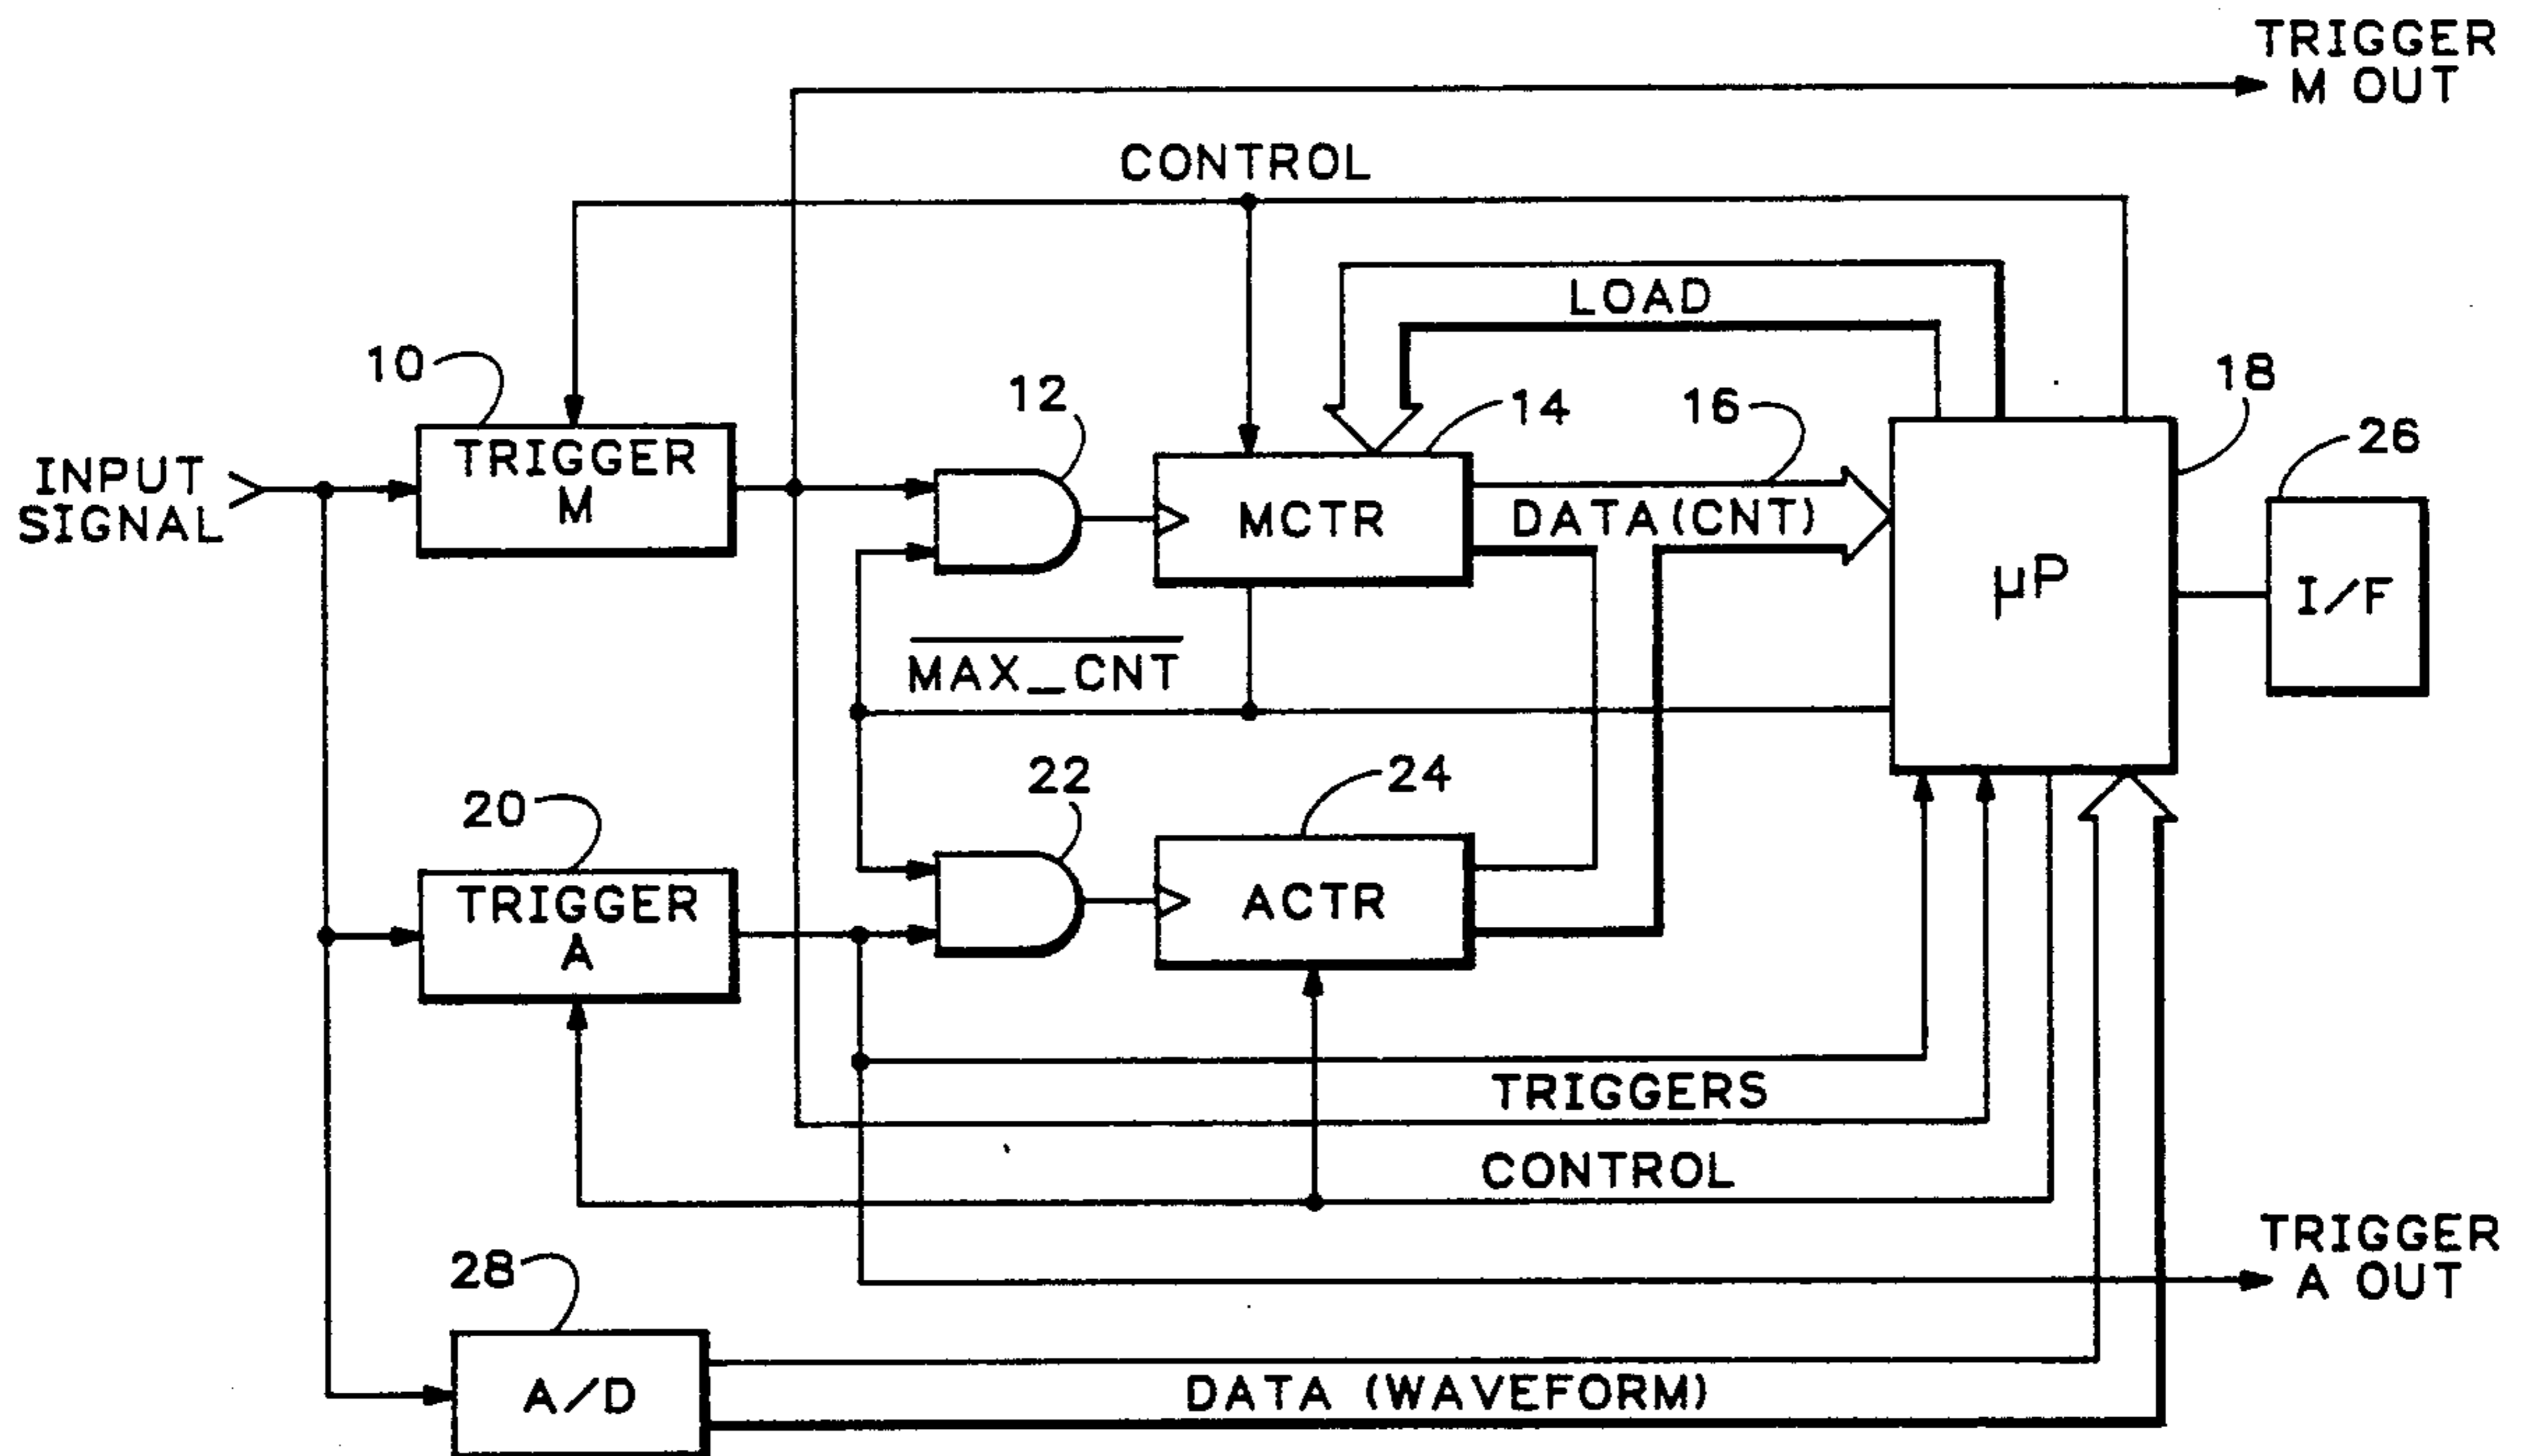 TRIGGER
M OUT
CONTROL
LOAD
10
12
14
16
18
26
INPUT
SIGNAL
TRIGGER
M
MCTR
DATA(CNT)
µP
I/F
MAX_CNT
20
22
24
TRIGGER
A
ACTR
TRIGGERS
CONTROL
TRIGGER
A OUT
28
A/D
DATA (WAVEFORM)